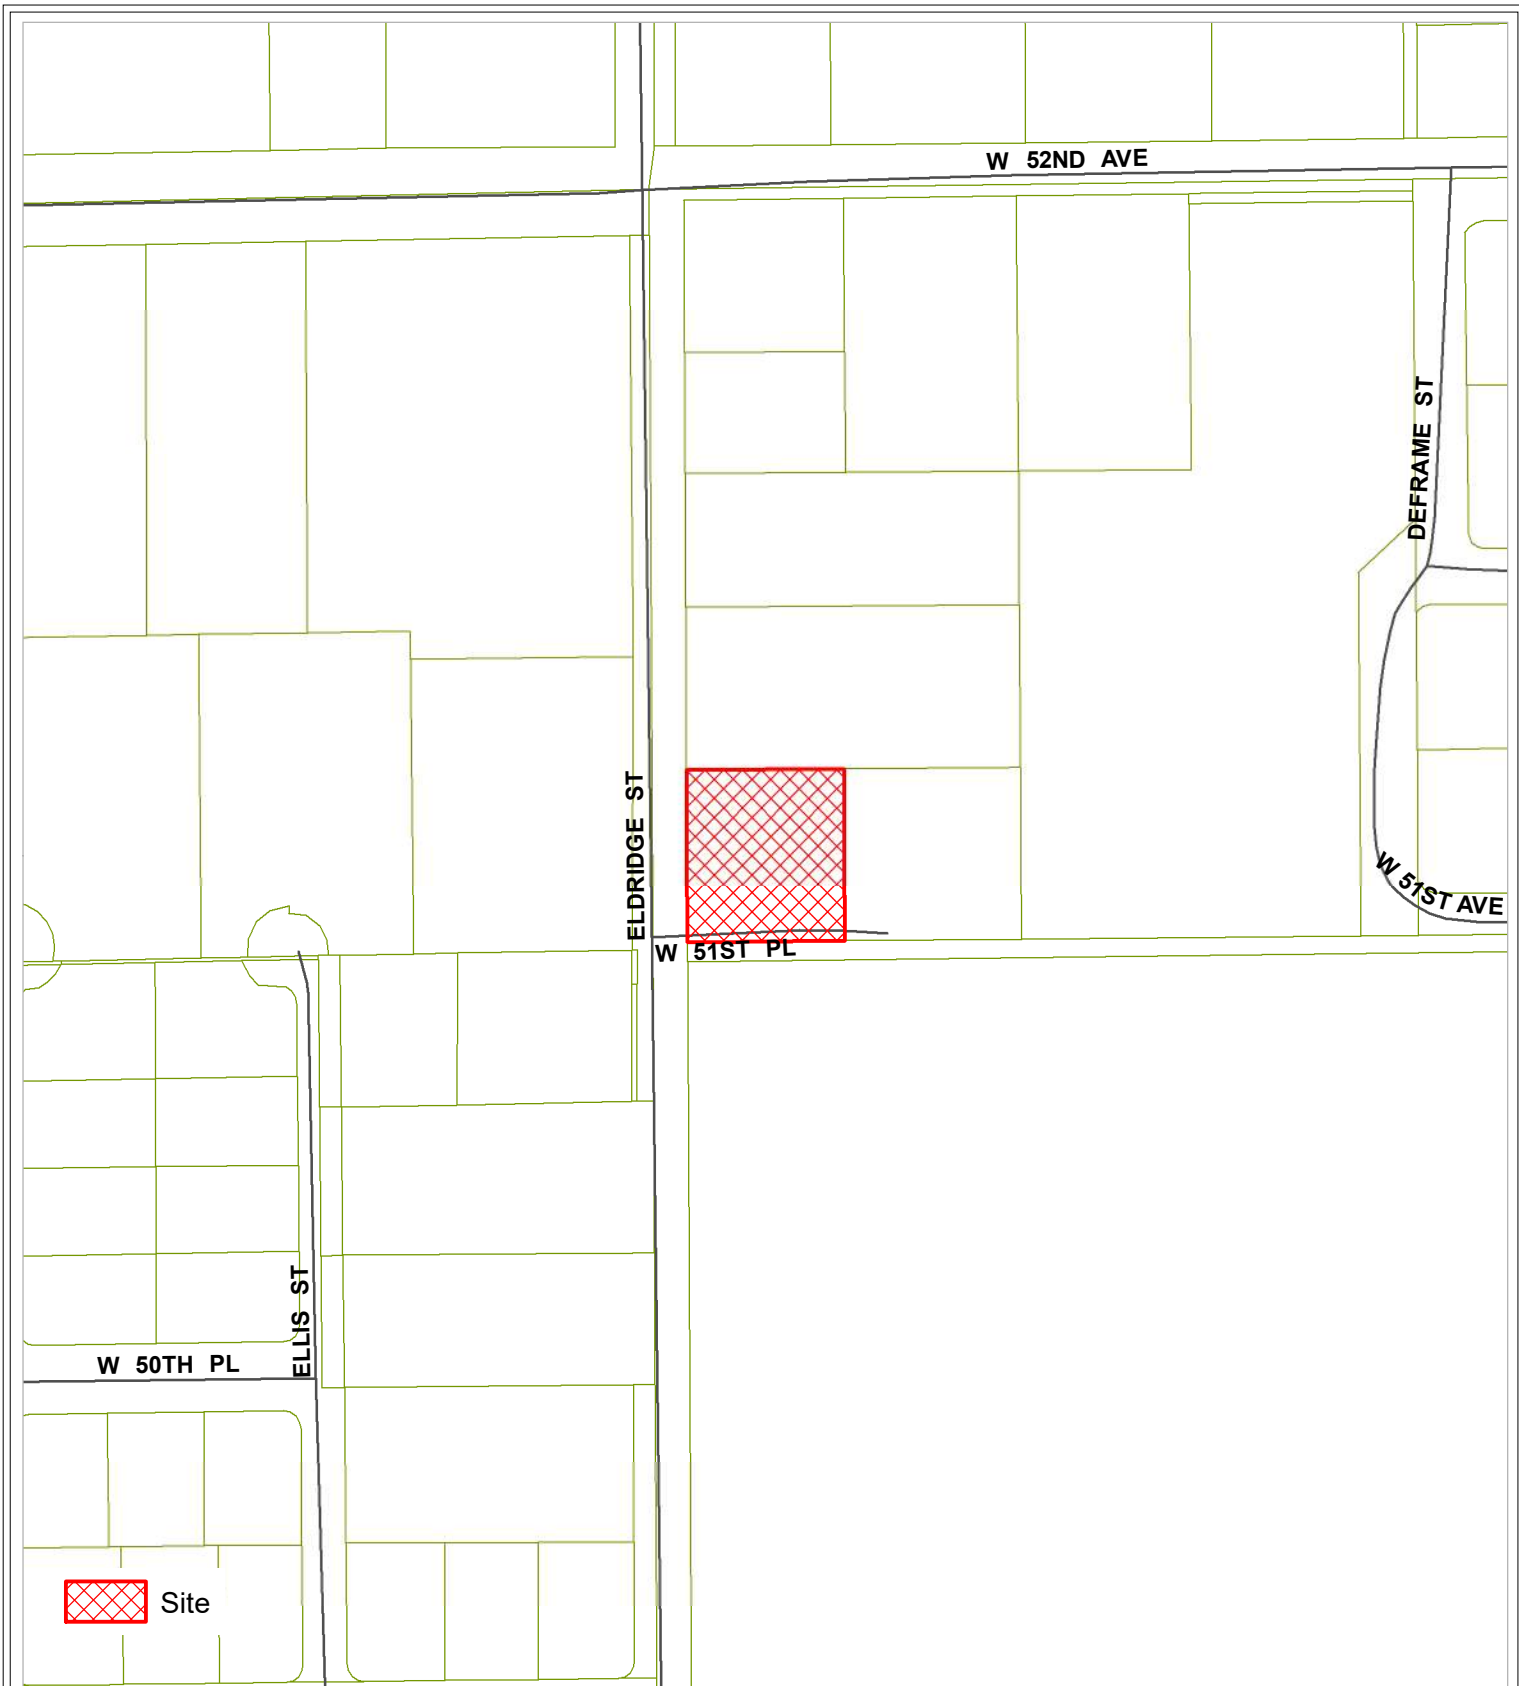 W 52ND AVE
DEFRAME ST
ELDRIDGE ST
W 51ST AVE
W 51ST PL
ELLIS ST
W 50TH PL
Site